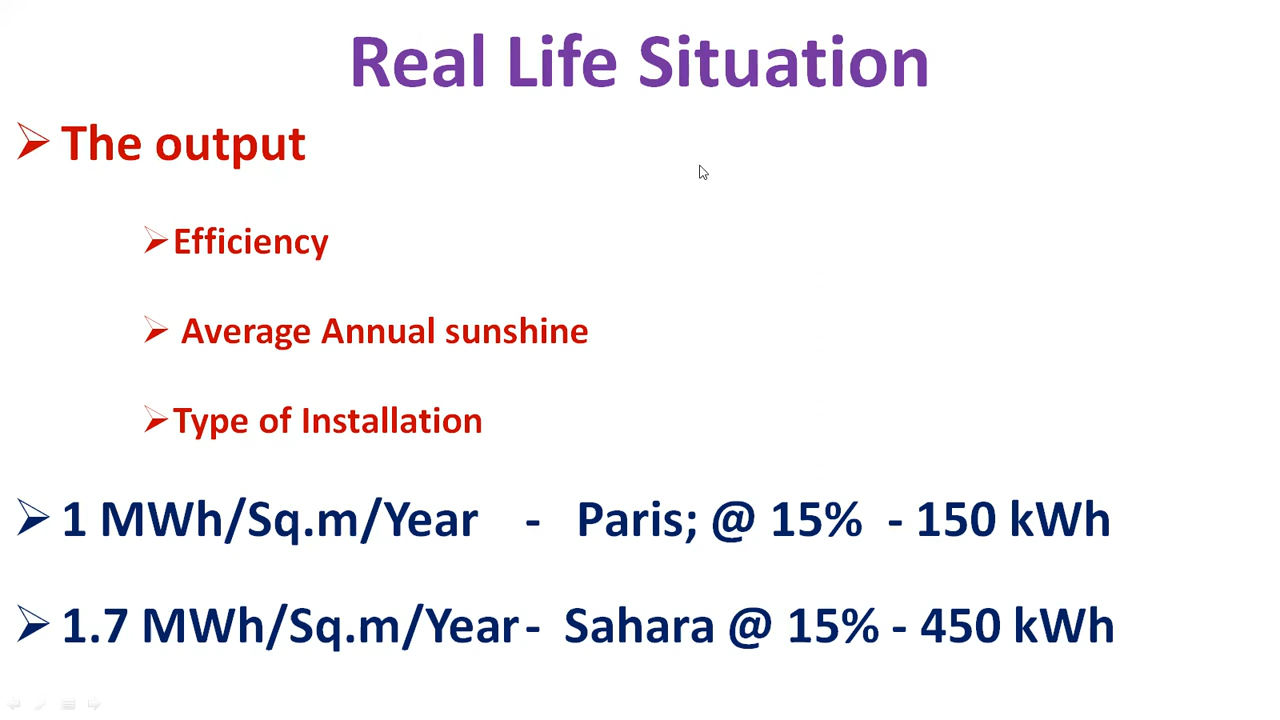 Real Life Situation
➢ The output
➢ Efficiency
➢ Average Annual sunshine
➢ Type of Installation
➢ 1 MWh/Sq.m/Year - Paris; @ 15% - 150 kWh
➢ 1.7 MWh/Sq.m/Year - Sahara @ 15% - 450 kWh